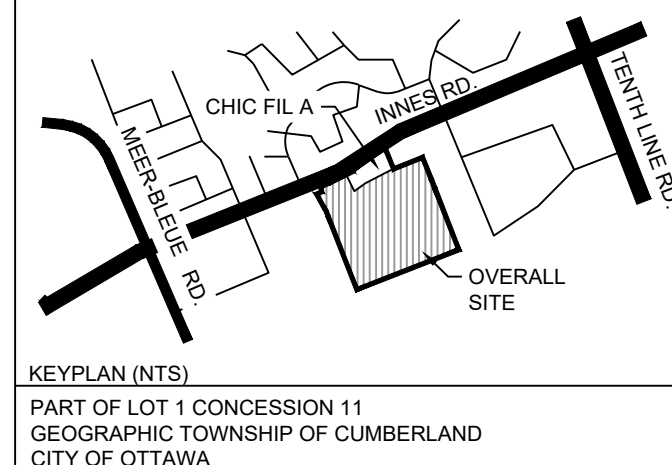 CHIC FIL A
INNES RD.
TENTH LINE RD.
MEER-BLEUE RD.
OVERALL
SITE
KEYPLAN (NTS)
PART OF LOT 1 CONCESSION 11
GEOGRAPHIC TOWNSHIP OF CUMBERLAND
CITY OF OTTAWA